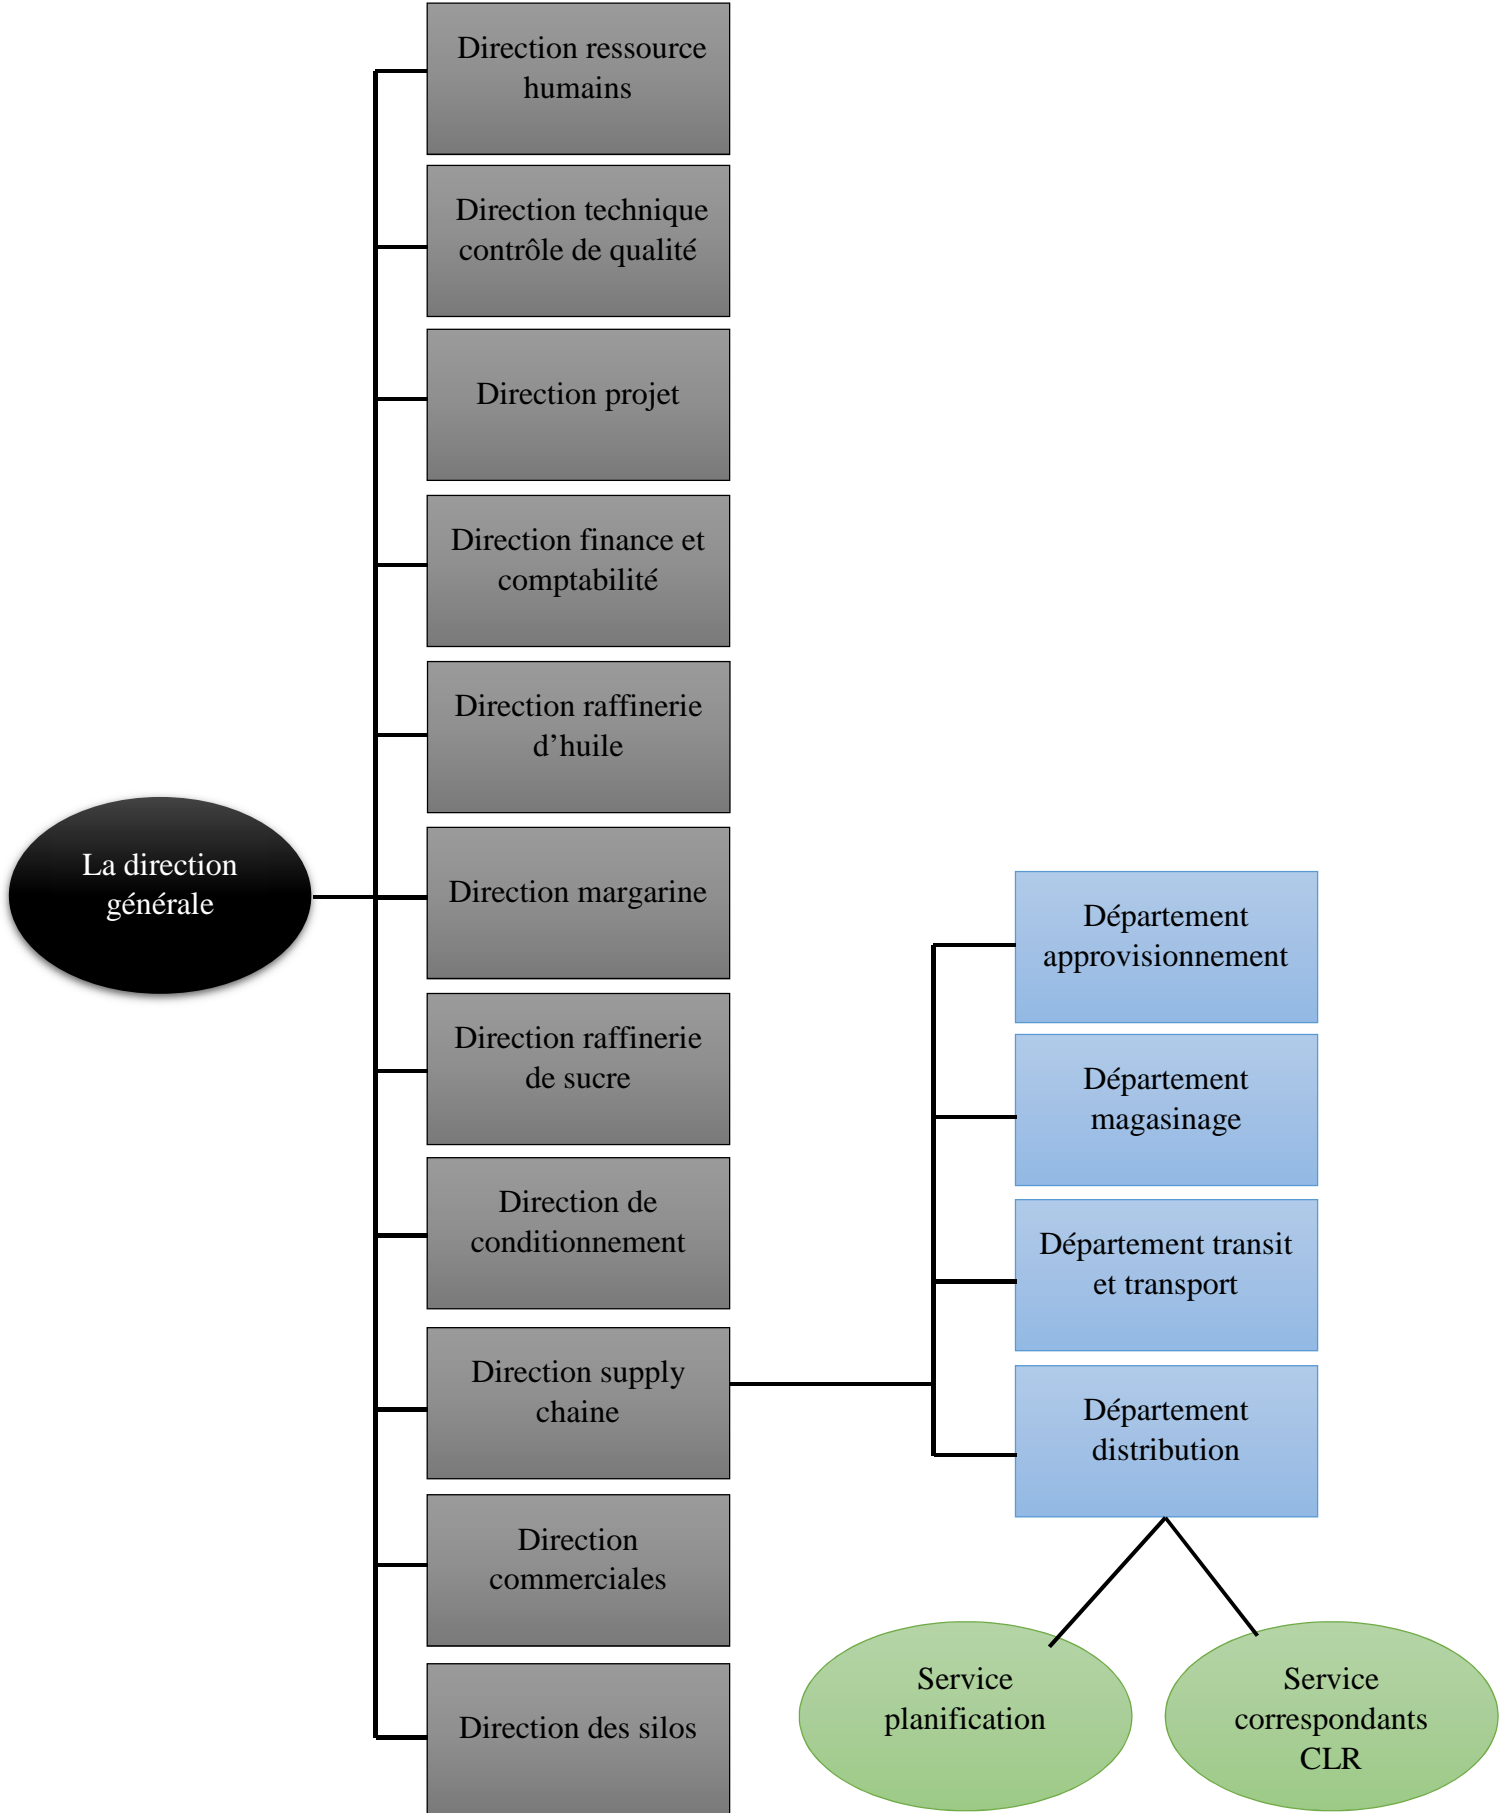 Direction ressource
humains
Direction technique
contrôle de qualité
Direction projet
Direction finance et
comptabilité
Direction raffinerie
d’huile
La direction
générale
Direction margarine
Direction raffinerie
de sucre
Direction de
conditionnement
Direction supply
chaine
Direction
commerciales
Direction des silos
Département
approvisionnement
Département
magasinage
Département transit
et transport
Département
distribution
Service
planification
Service
correspondants
CLR